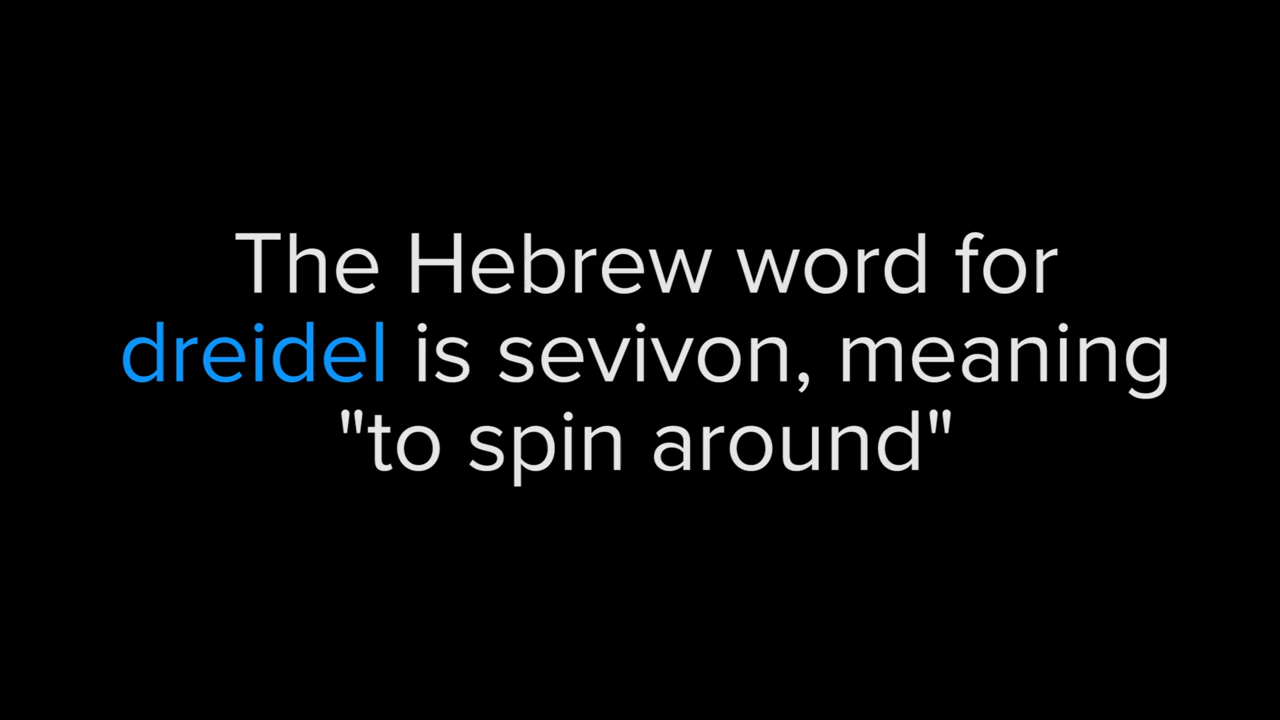 The Hebrew word for
dreidel is sevivon, meaning
"to spin around"